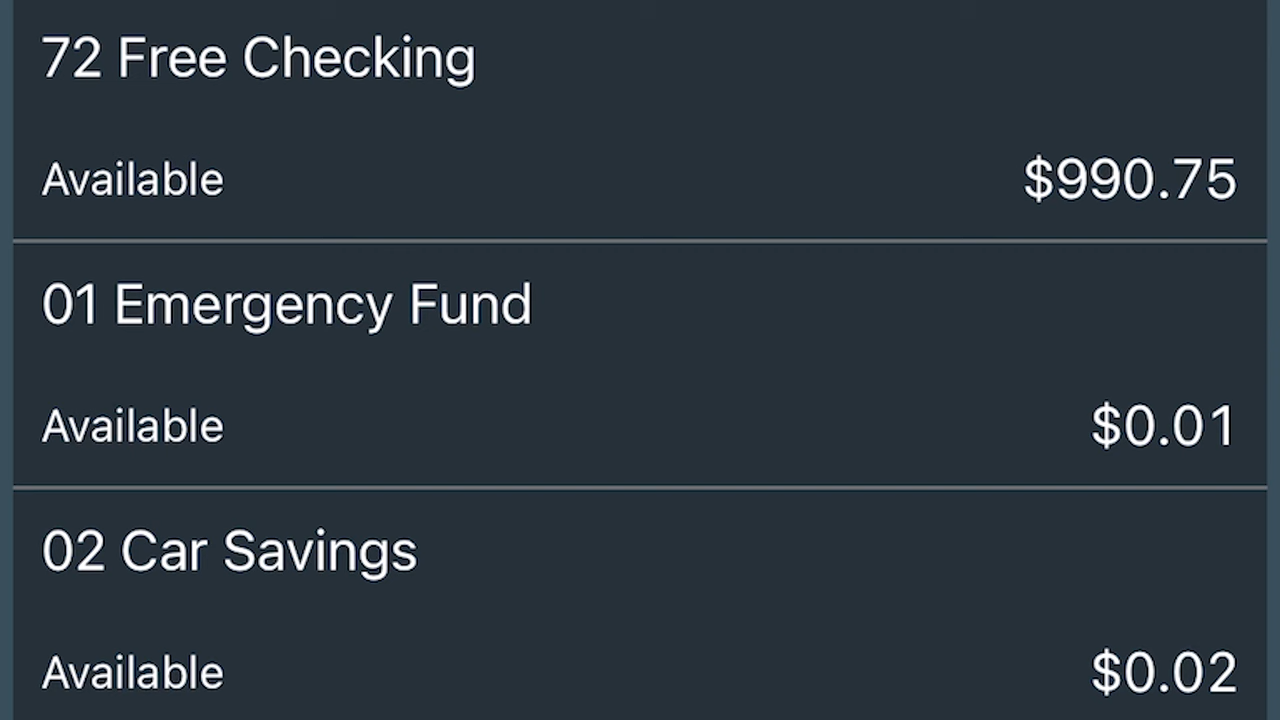 72 Free Checking
Available $990.75
01 Emergency Fund
Available $0.01
02 Car Savings
Available $0.02